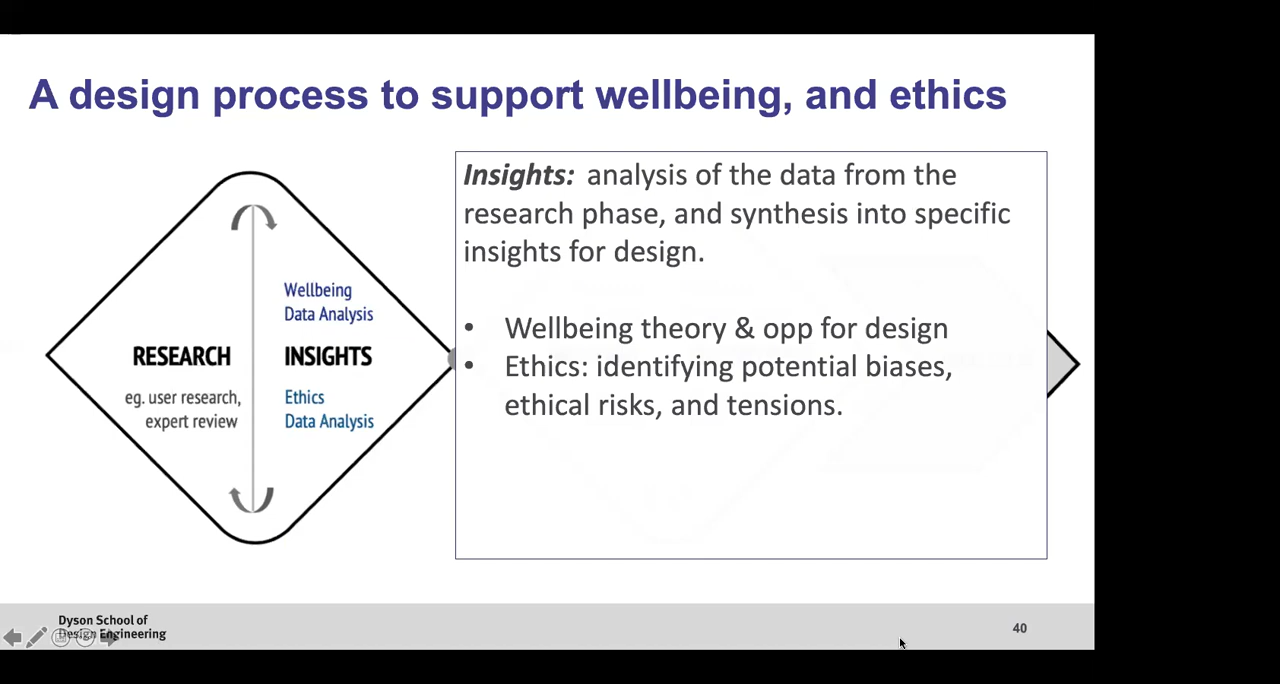 A design process to support wellbeing, and ethics
Wellbeing
Data Analysis
RESEARCH
INSIGHTS
eg. user research,
expert review
Ethics
Data Analysis
Insights: analysis of the data from the
research phase, and synthesis into specific
insights for design.
• Wellbeing theory & opp for design
• Ethics: identifying potential biases,
ethical risks, and tensions.
Dyson School of
Design Engineering
40